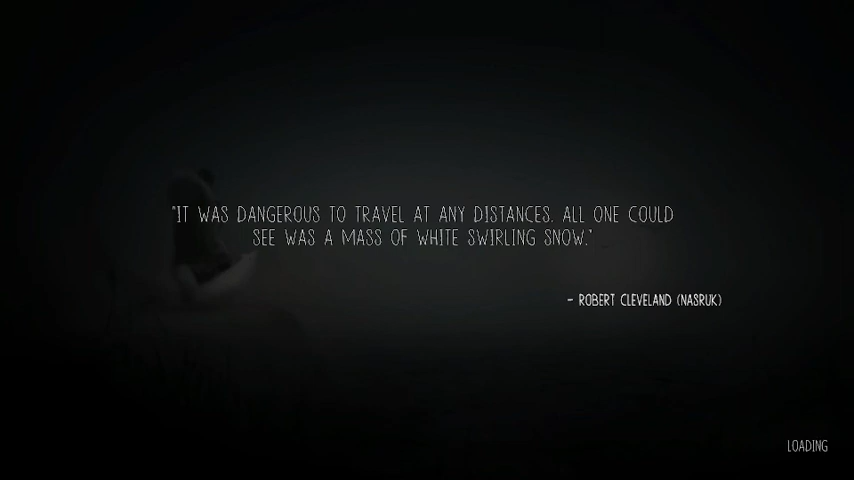 "IT WAS DANGEROUS TO TRAVEL AT ANY DISTANCES. ALL ONE COULD
SEE WAS A MASS OF WHITE SWIRLING SNOW."
- ROBERT CLEVELAND (NASRUK)
LOADING